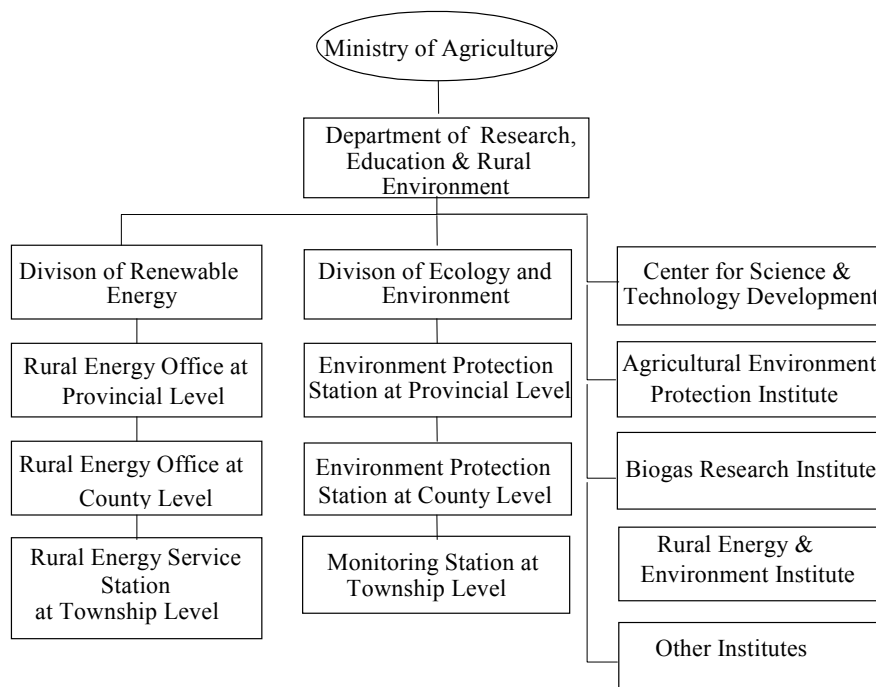 Ministry of Agriculture
Department of Research,
Education & Rural
Environment
Divison of Renewable
Energy
Rural Energy Office at
Provincial Level
Rural Energy Office at
County Level
Rural Energy Service
Station
at Township Level
Divison of Ecology and
Environment
Environment Protection
Station at Provincial Level
Environment Protection
Station at County Level
Monitoring Station at
Township Level
Center for Science &
Technology Development
Agricultural Environment
Protection Institute
Biogas Research Institute
Rural Energy &
Environment Institute
Other Institutes